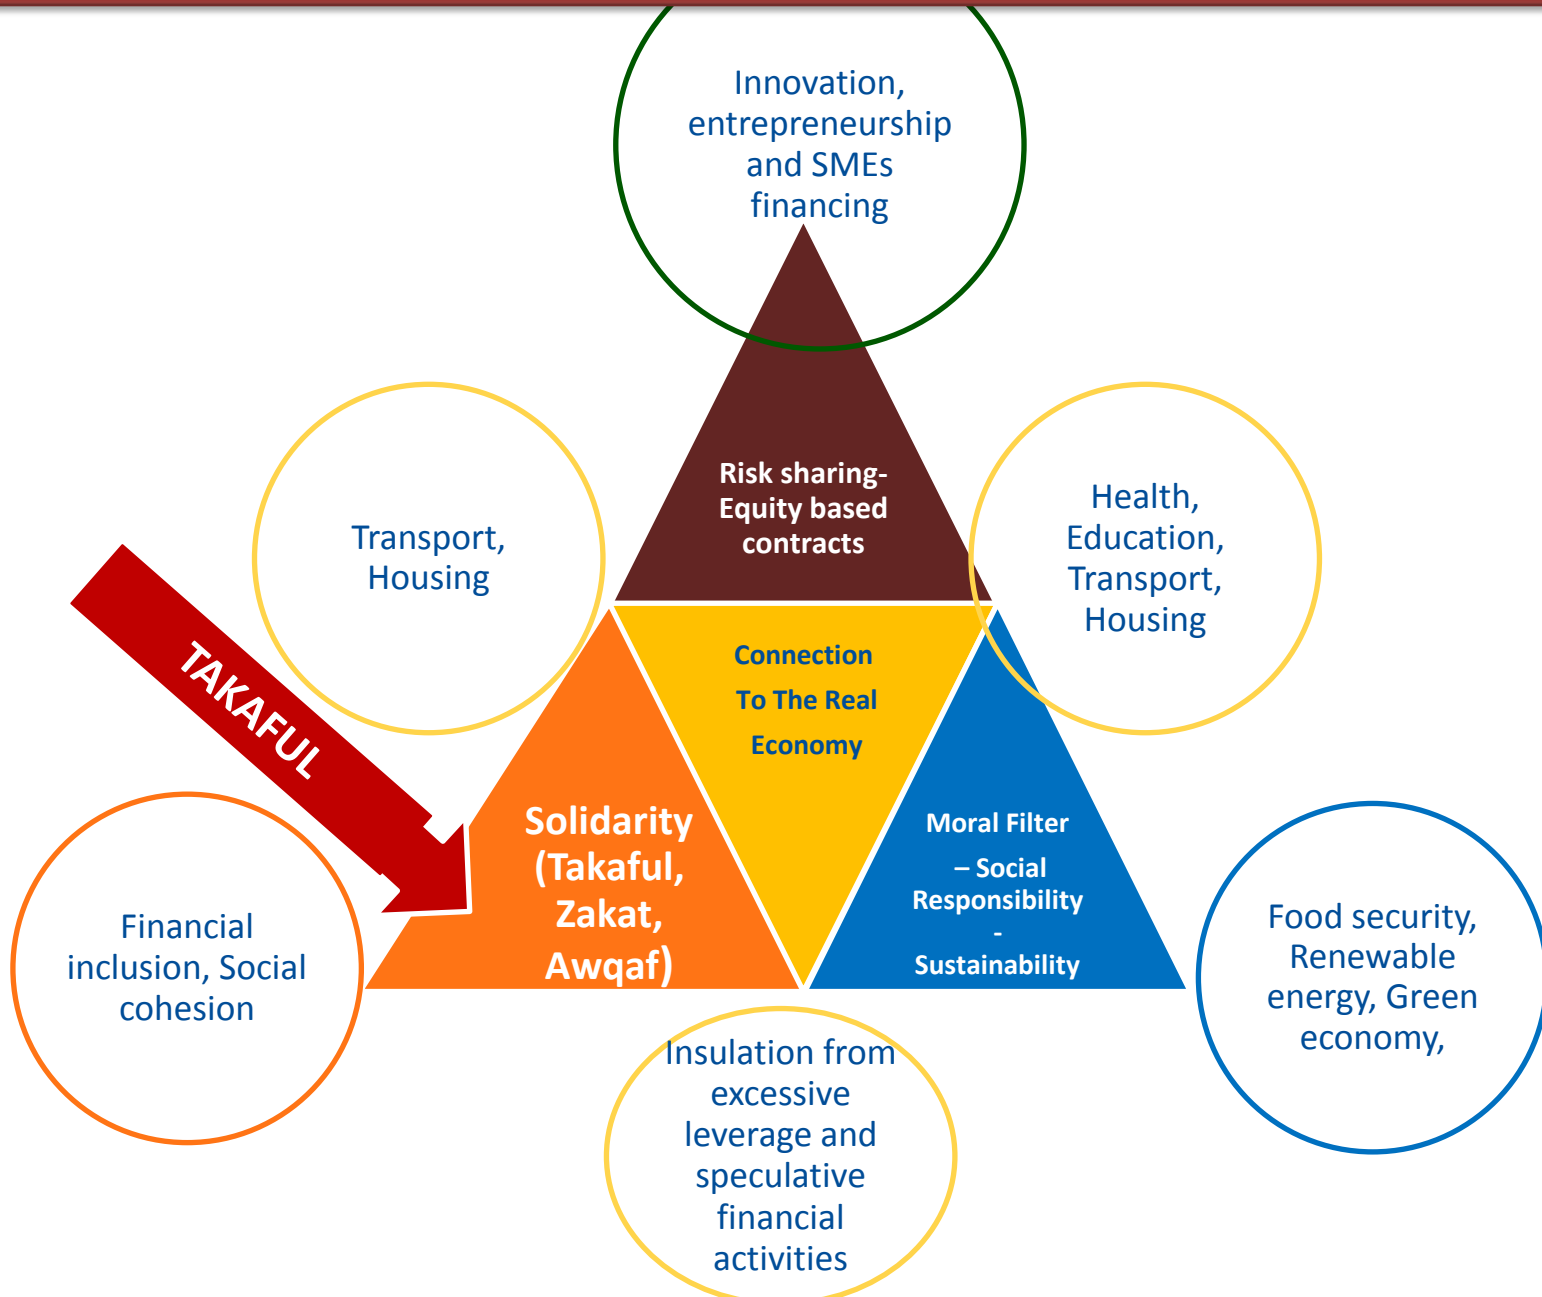 Innovation,
entrepreneurship
and SMEs
financing
Risk sharing-
Equity based
contracts
Transport,
Housing
Health,
Education,
Transport,
Housing
TAKAFUL
Connection
To The Real
Economy
Solidarity
(Takaful,
Zakat,
Awqaf)
Moral Filter
– Social
Responsibility
-
Sustainability
Financial
inclusion, Social
cohesion
Food security,
Renewable
energy, Green
economy,
Insulation from
excessive
leverage and
speculative
financial
activities